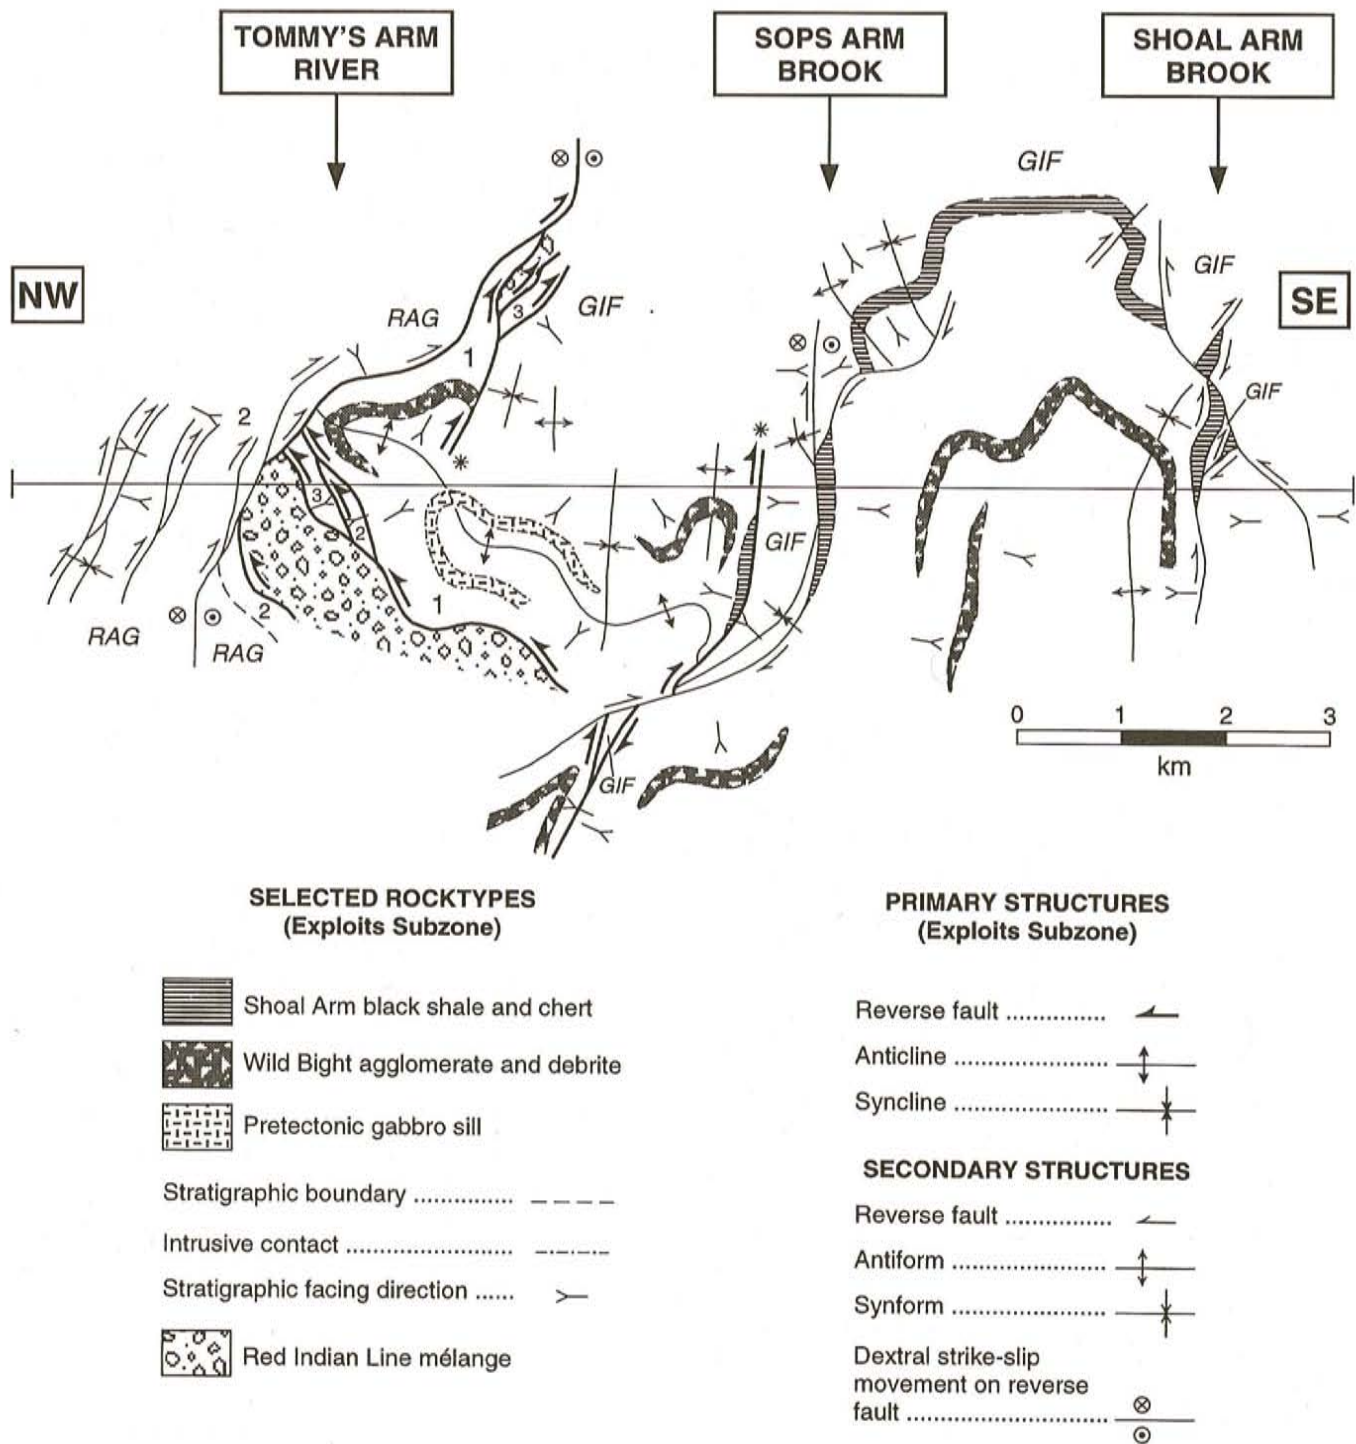 TOMMY'S ARM
RIVER
SOPS ARM
BROOK
SHOAL ARM
BROOK
GIF
NW
RAG
GIF
3
1
GIF
SE
2
GIF
*
*
3
2
GIF
1
2
RAG
RAG
0 1 2 3
km
GIF
SELECTED ROCKTYPES
(Exploits Subzone)
Shoal Arm black shale and chert
Wild Bight agglomerate and debrite
Pretectonic gabbro sill
Stratigraphic boundary ..............
Intrusive contact ........................
Stratigraphic facing direction ......
Red Indian Line mélange
PRIMARY STRUCTURES
(Exploits Subzone)
Reverse fault ...............
Anticline .......................
Syncline .......................
SECONDARY STRUCTURES
Reverse fault ................
Antiform .......................
Synform .......................
Dextral strike-slip
movement on reverse
fault ..............................